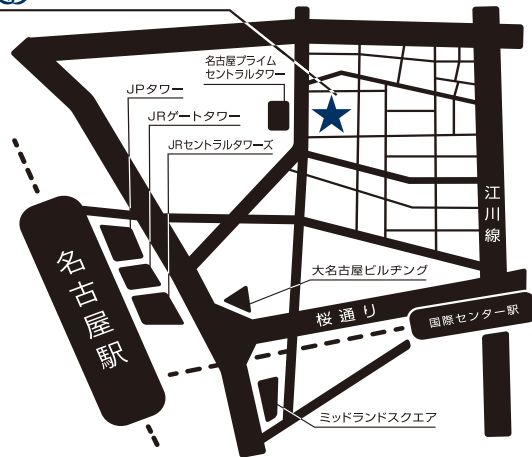 名古屋プライム
セントラルタワー
JPタワー
JRゲートタワー
JRセントラルタワーズ
江川線
名古屋駅
大名古屋ビルヂング
桜通り
国際センター駅
ミッドランドスクエア